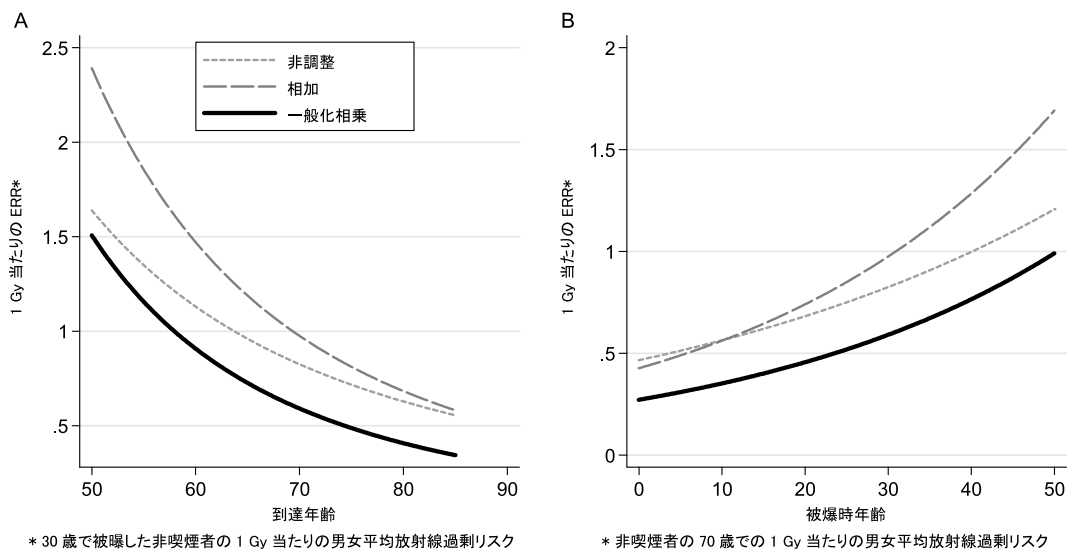 A
2.5
2
1.5
1
.5
非調整
相加
一般化相乗
1 Gy 当たりの ERR*
50 60 70 80 90
到達年齢
* 30 歳で被曝した非喫煙者の 1 Gy 当たりの男女平均放射線過剰リスク
B
2
1.5
1
.5
0
1 Gy 当たりの ERR*
0 10 20 30 40 50
被爆時年齢
* 非喫煙者の 70 歳での 1 Gy 当たりの男女平均放射線過剰リスク